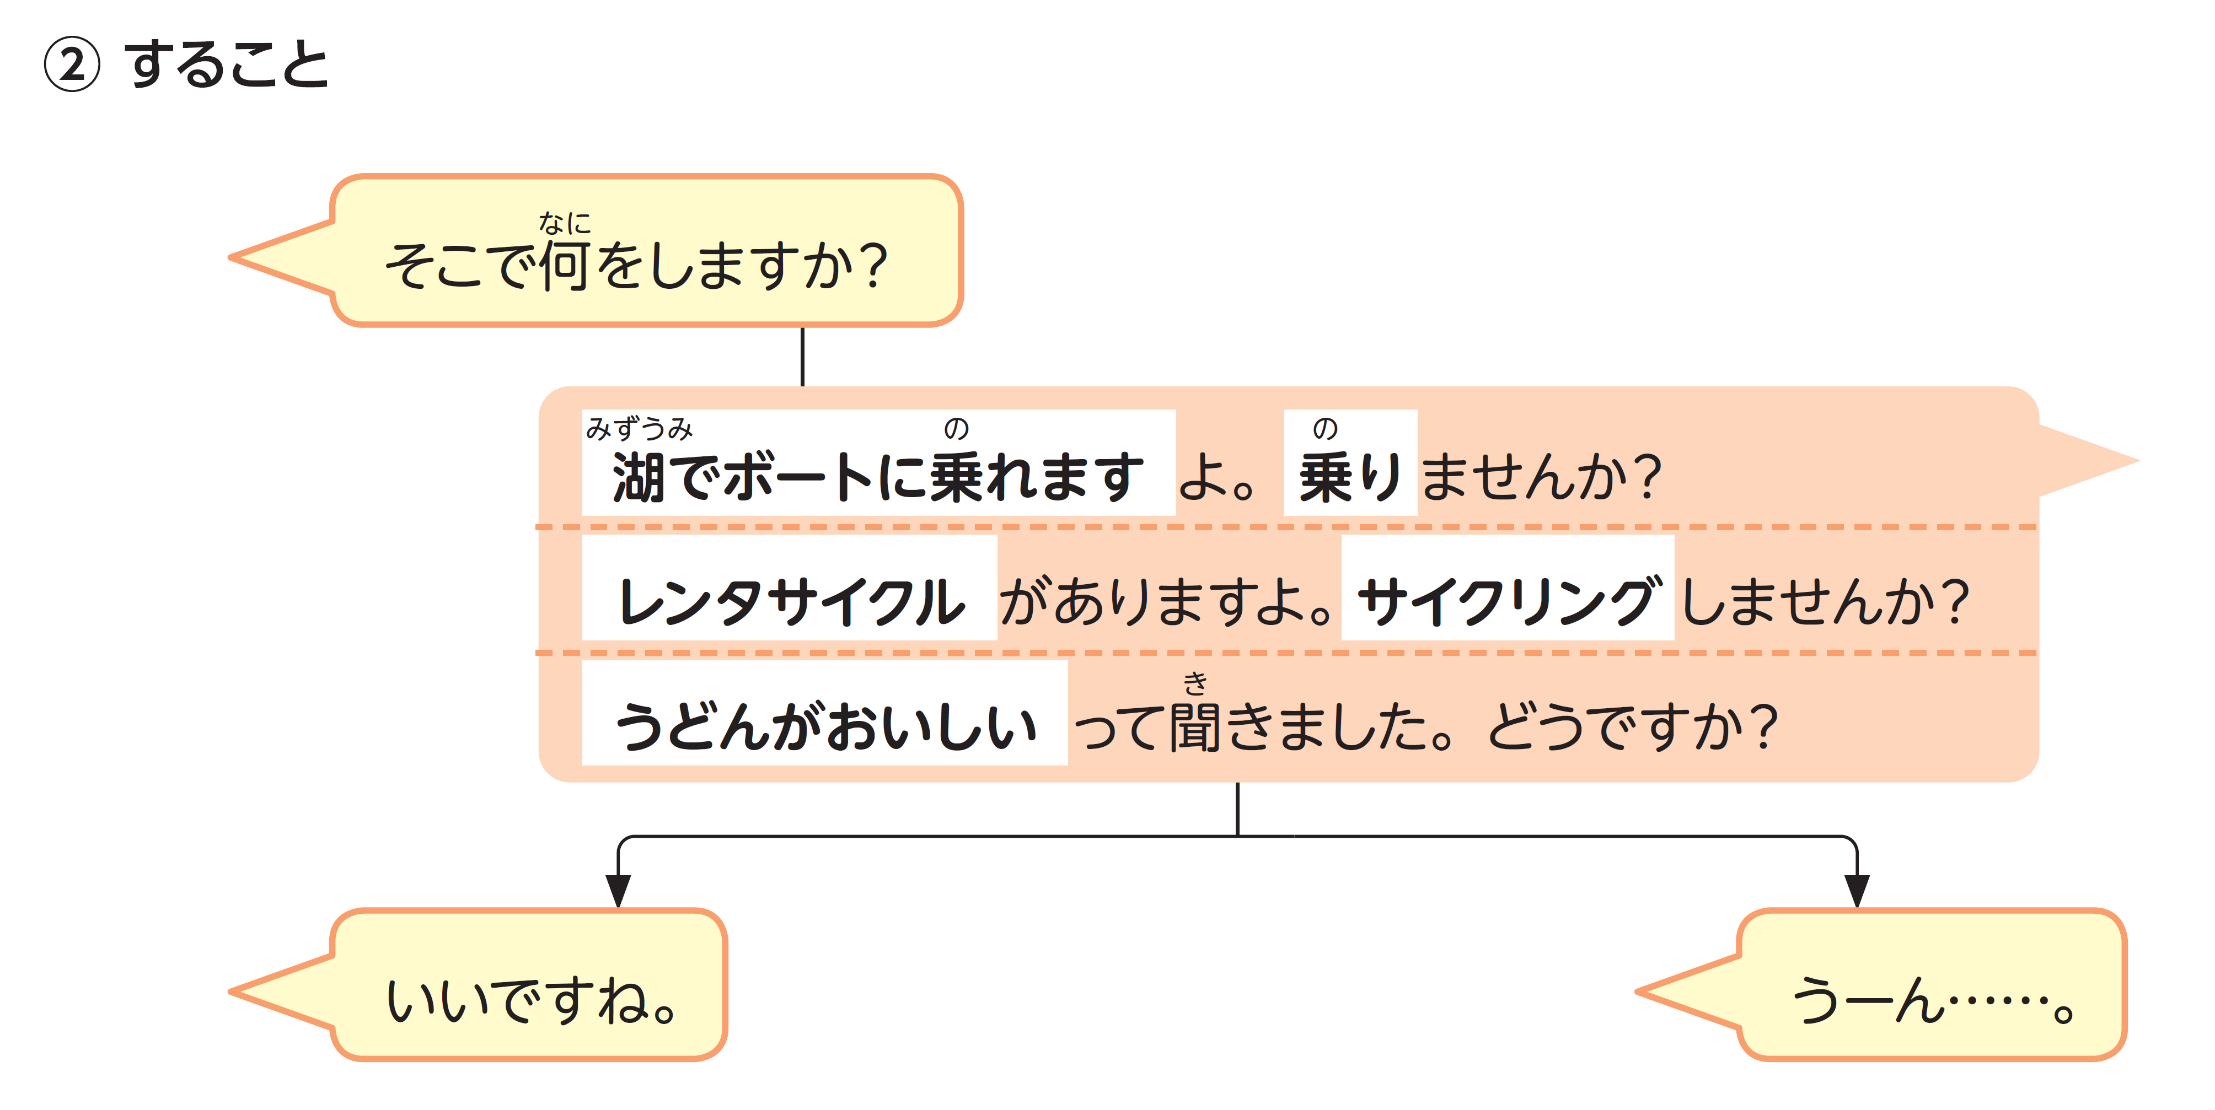 ② すること
なに
そこで何をしますか？
みずうみ の の
湖でボートに乗れますよ。乗りませんか？
レンタサイクルがありますよ。サイクリングしませんか？
き
うどんがおいしいって聞きました。どうですか？
いいですね。
うーん……。